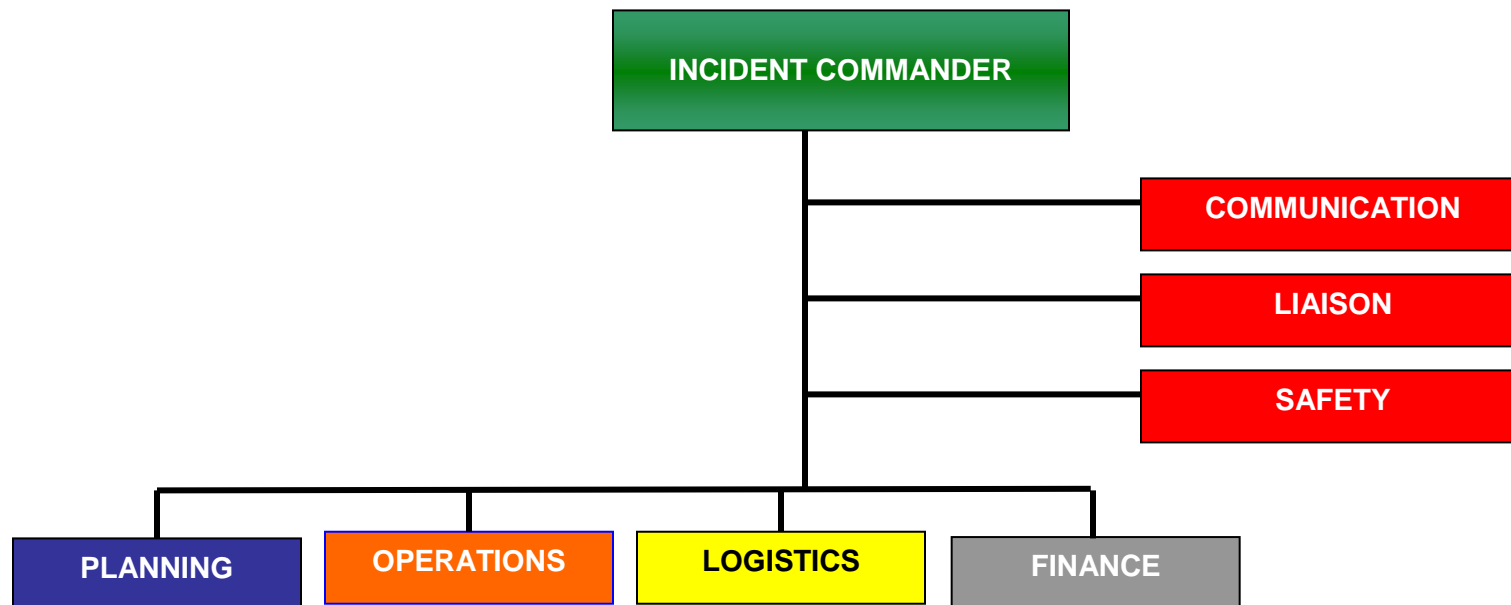 INCIDENT COMMANDER
COMMUNICATION
LIAISON
SAFETY
PLANNING
OPERATIONS
LOGISTICS
FINANCE